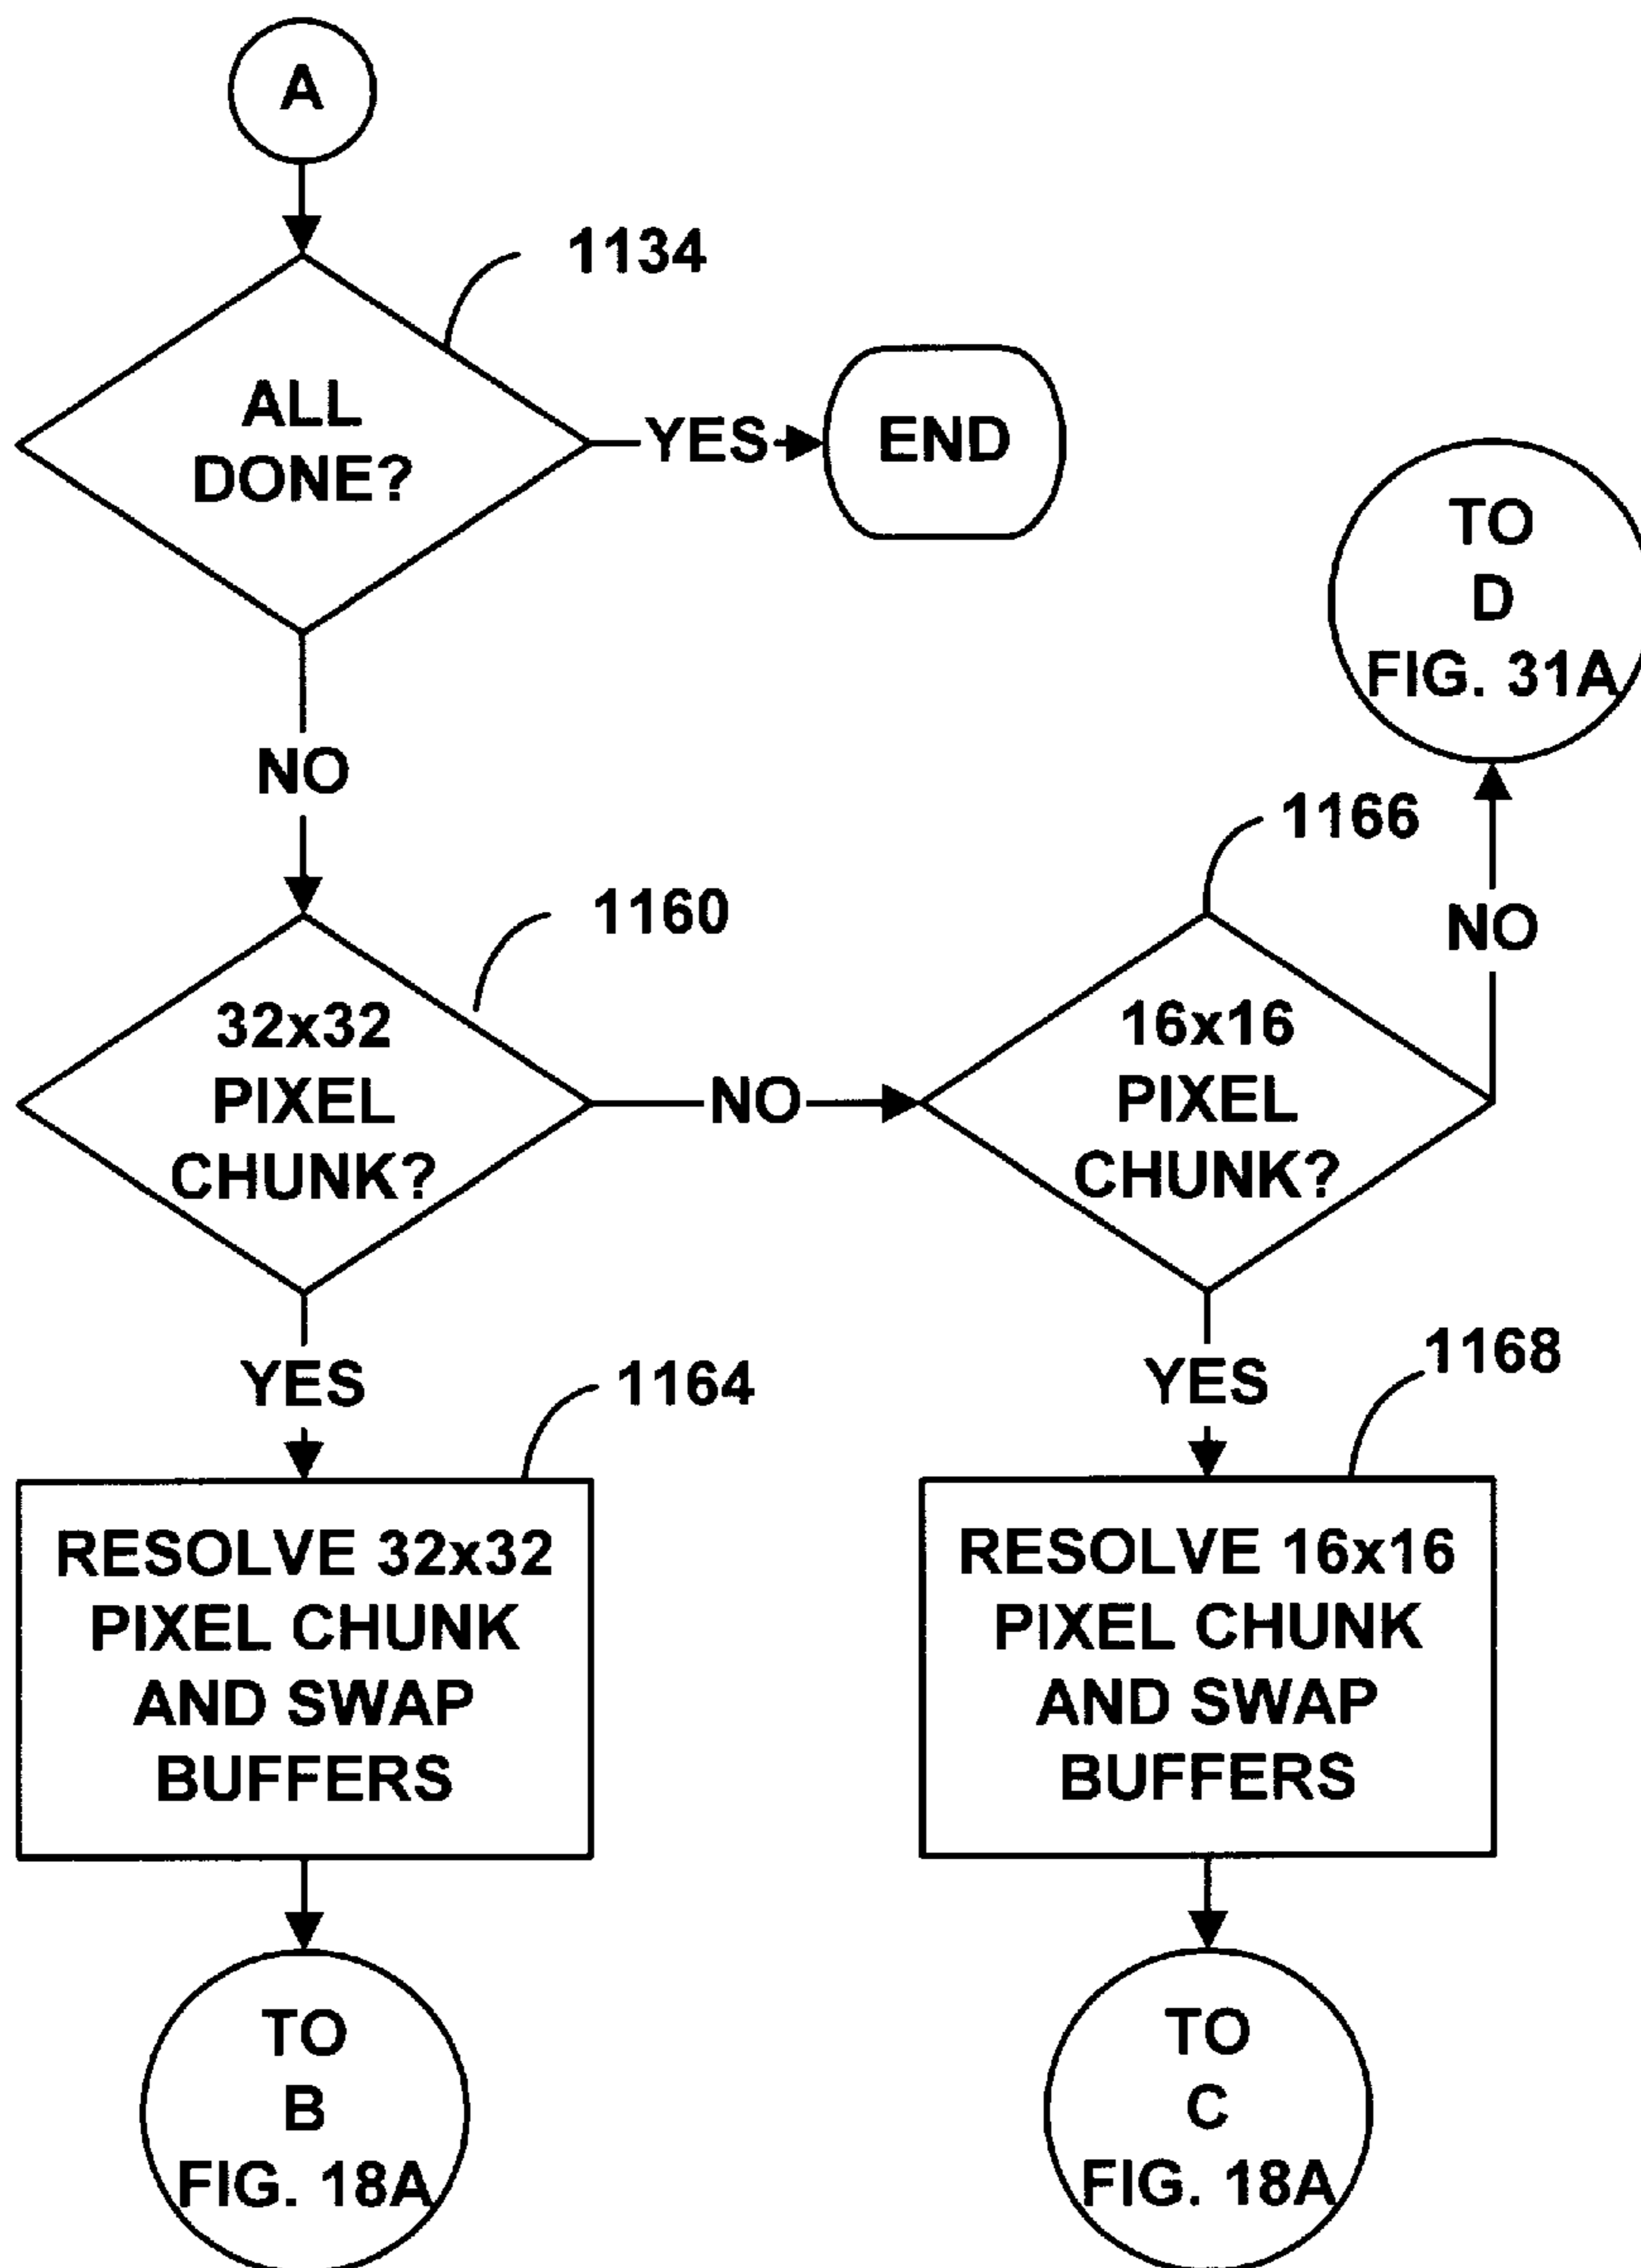 A
1134
ALL
DONE?
YES
END
TO
D
FIG. 31A
NO
1166
NO
1160
32x32
PIXEL
CHUNK?
NO
16x16
PIXEL
CHUNK?
YES
1164
YES
1168
RESOLVE 32x32
PIXEL CHUNK
AND SWAP
BUFFERS
RESOLVE 16x16
PIXEL CHUNK
AND SWAP
BUFFERS
TO
B
FIG. 18A
TO
C
FIG. 18A